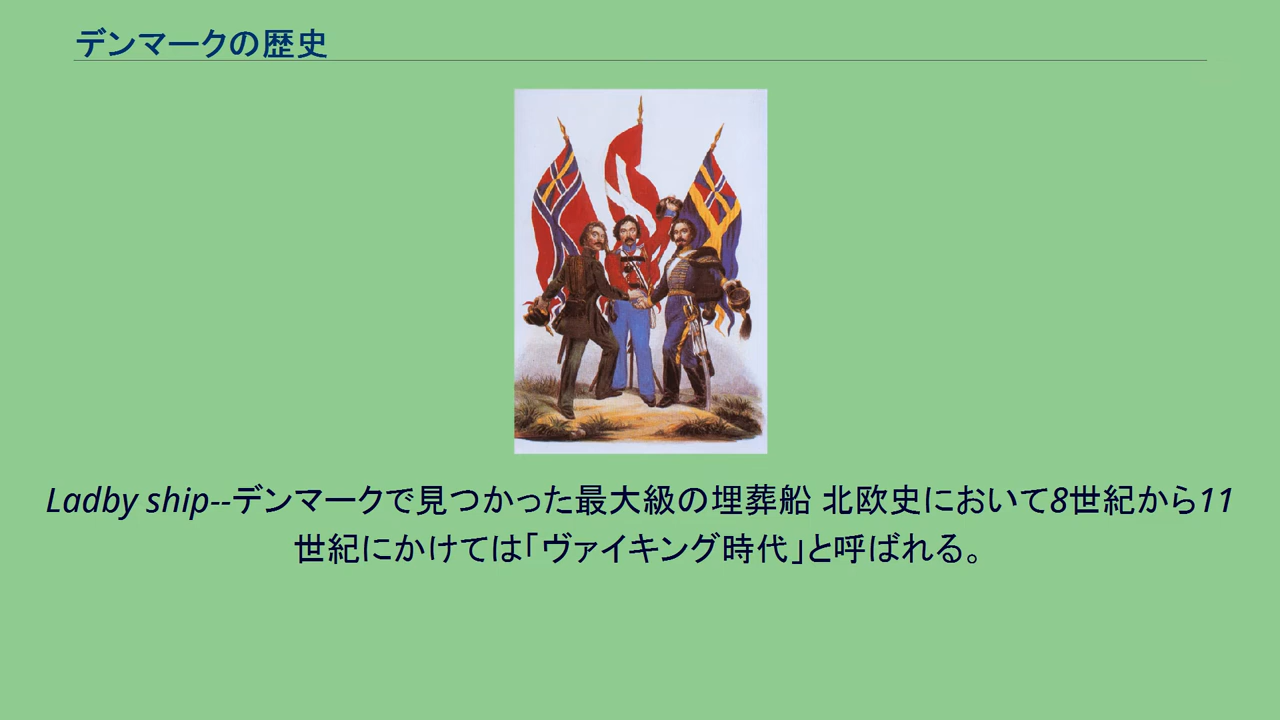 デンマークの歴史
Ladby ship--デンマークで見つかった最大級の埋葬船 北欧史において8世紀から11
世紀にかけては「ヴァイキング時代」と呼ばれる。